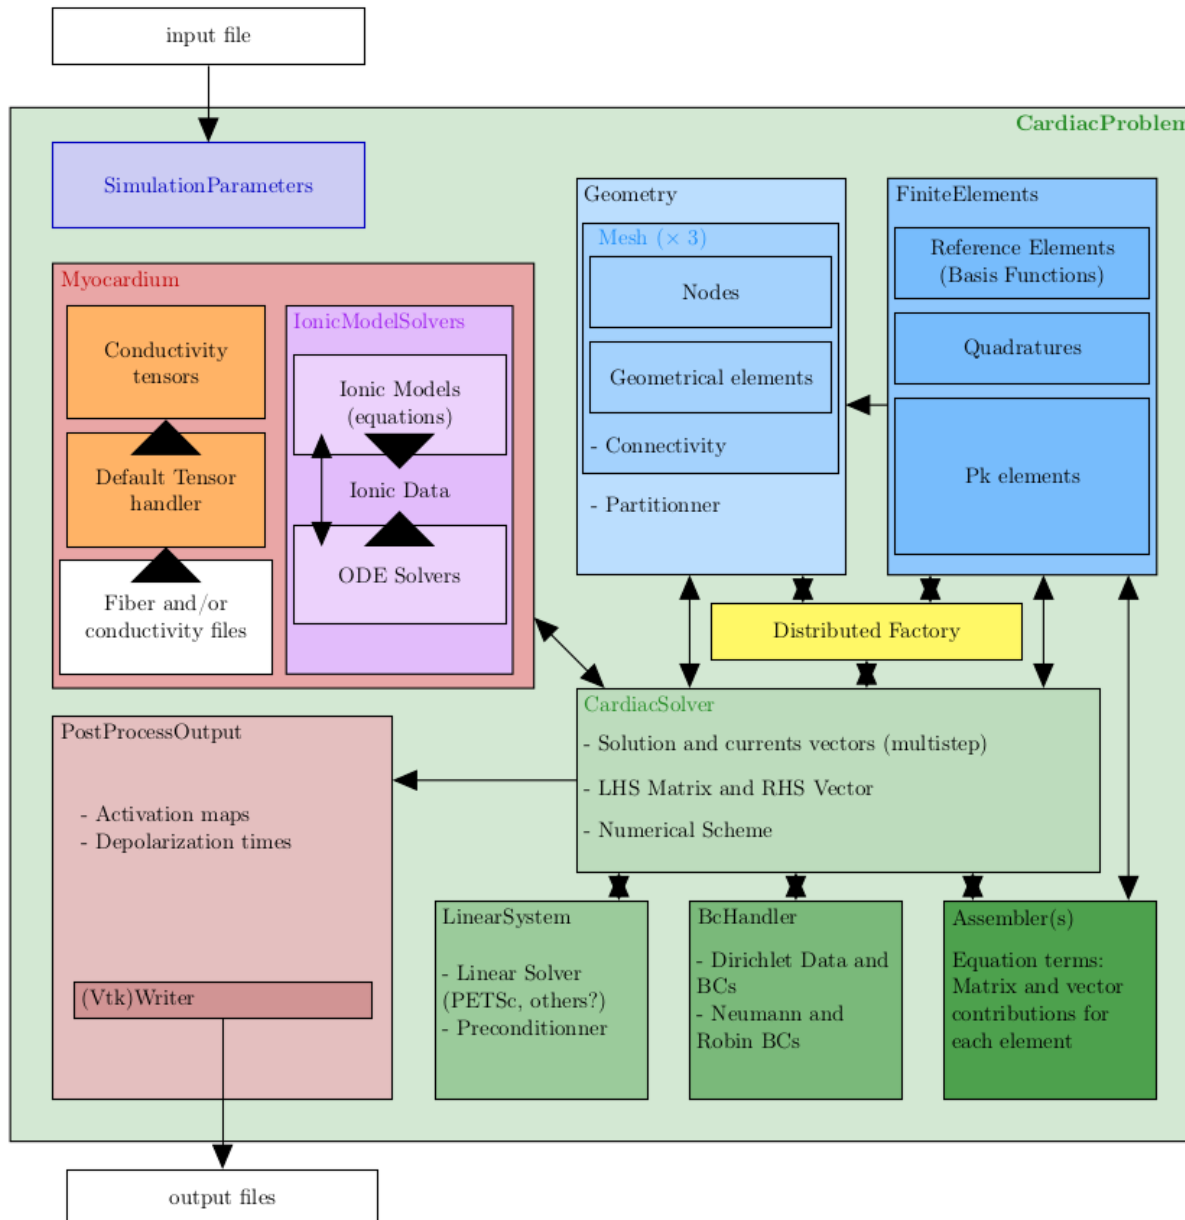 input file
CardiacProblem
SimulationParameters
Geometry
Mesh (× 3)
Nodes
Geometrical elements
- Connectivity
- Partitionner
FiniteElements
Reference Elements
(Basis Functions)
Quadratures
Pk elements
Myocardium
Conductivity
tensors
Default Tensor
handler
Fiber and/or
conductivity files
IonicModelSolvers
Ionic Models
(equations)
Ionic Data
ODE Solvers
Distributed Factory
CardiacSolver
- Solution and currents vectors (multistep)
- LHS Matrix and RHS Vector
- Numerical Scheme
PostProcessOutput
- Activation maps
- Depolarization times
(Vtk)Writer
LinearSystem
- Linear Solver
(PETSc, others?)
- Preconditionner
BcHandler
- Dirichlet Data and
BCs
- Neumann and
Robin BCs
Assembler(s)
Equation terms:
Matrix and vector
contributions for
each element
output files